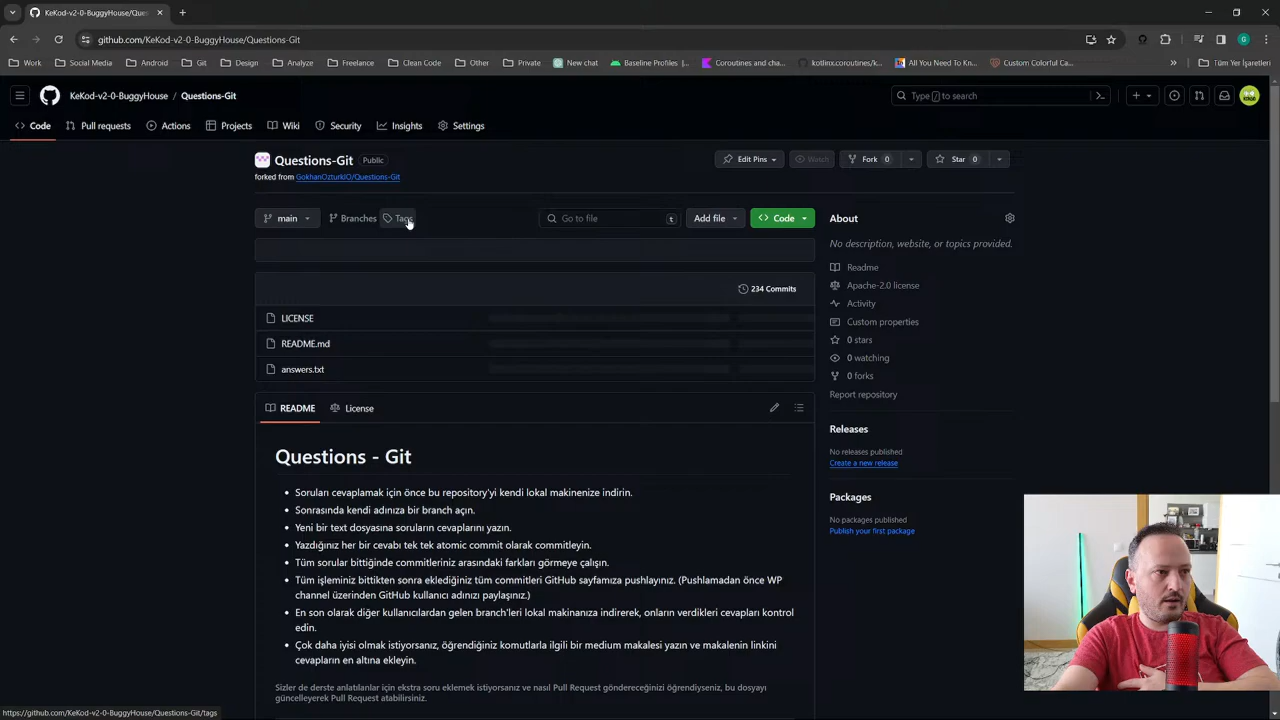 KeKod-v2-0-BuggyHouse/Ques
github.com/KeKod-v2-0-BuggyHouse/Questions-Git
Work Social Media Android Git Design Analyze Freelance Clean Code Other Private New chat Baseline Profiles |... Coroutines and cha... kotlinx.coroutines/k... All You Need To Kn... Custom Colorful Ca... » Tüm Yer İşaretleri
KeKod-v2-0-BuggyHouse / Questions-Git
Type / to search
Code Pull requests Actions Projects Wiki Security Insights Settings
Questions-Git Public
Edit Pins Watch Fork 0 Star 0
forked from GokhanOzturkIO/Questions-Git
main Branches Tags Go to file t Add file Code
234 Commits
LICENSE
README.md
answers.txt
README License
Questions - Git
Soruları cevaplamak için önce bu repository'yi kendi lokal makenize indirin.
Sonrasında kendi adınıza bir branch açın.
Yeni bir text dosyasına soruların cevaplarını yazın.
Yazdığınız her bir cevabı tek tek atomic commit olarak commitleyin.
Tüm sorular bittiğinde commitleriniz arasındaki farkları görmeye çalışın.
Tüm işleminiz bittikten sonra eklediğiniz tüm commitleri GitHub sayfamıza pushlayınız. (Pushlamadan önce WP
channel üzerinden GitHub kullanıcı adınızı paylaşınız.)
En son olarak diğer kullanıcılardan gelen branch'leri lokal makinanıza indirerek, onların verdikleri cevapları kontrol
edin.
Çok daha iyisi olmak istiyorsanız, öğrendiğiniz komutlarla ilgili bir medium makalesi yazın ve makalenin linkini
cevapların en altına ekleyin.
Sizler de derste anlatılanlar için ekstra soru eklemek istiyorsanız ve nasıl Pull Request göndereceğinizi öğrendiyseniz, bu dosyayı
güncelleyerek Pull Request atabilirsiniz.
About
No description, website, or topics provided.
Readme
Apache-2.0 license
Activity
Custom properties
0 stars
0 watching
0 forks
Report repository
Releases
No releases published
Create a new release
Packages
No packages published
Publish your first package
https://github.com/KeKod-v2-0-BuggyHouse/Questions-Git/tags